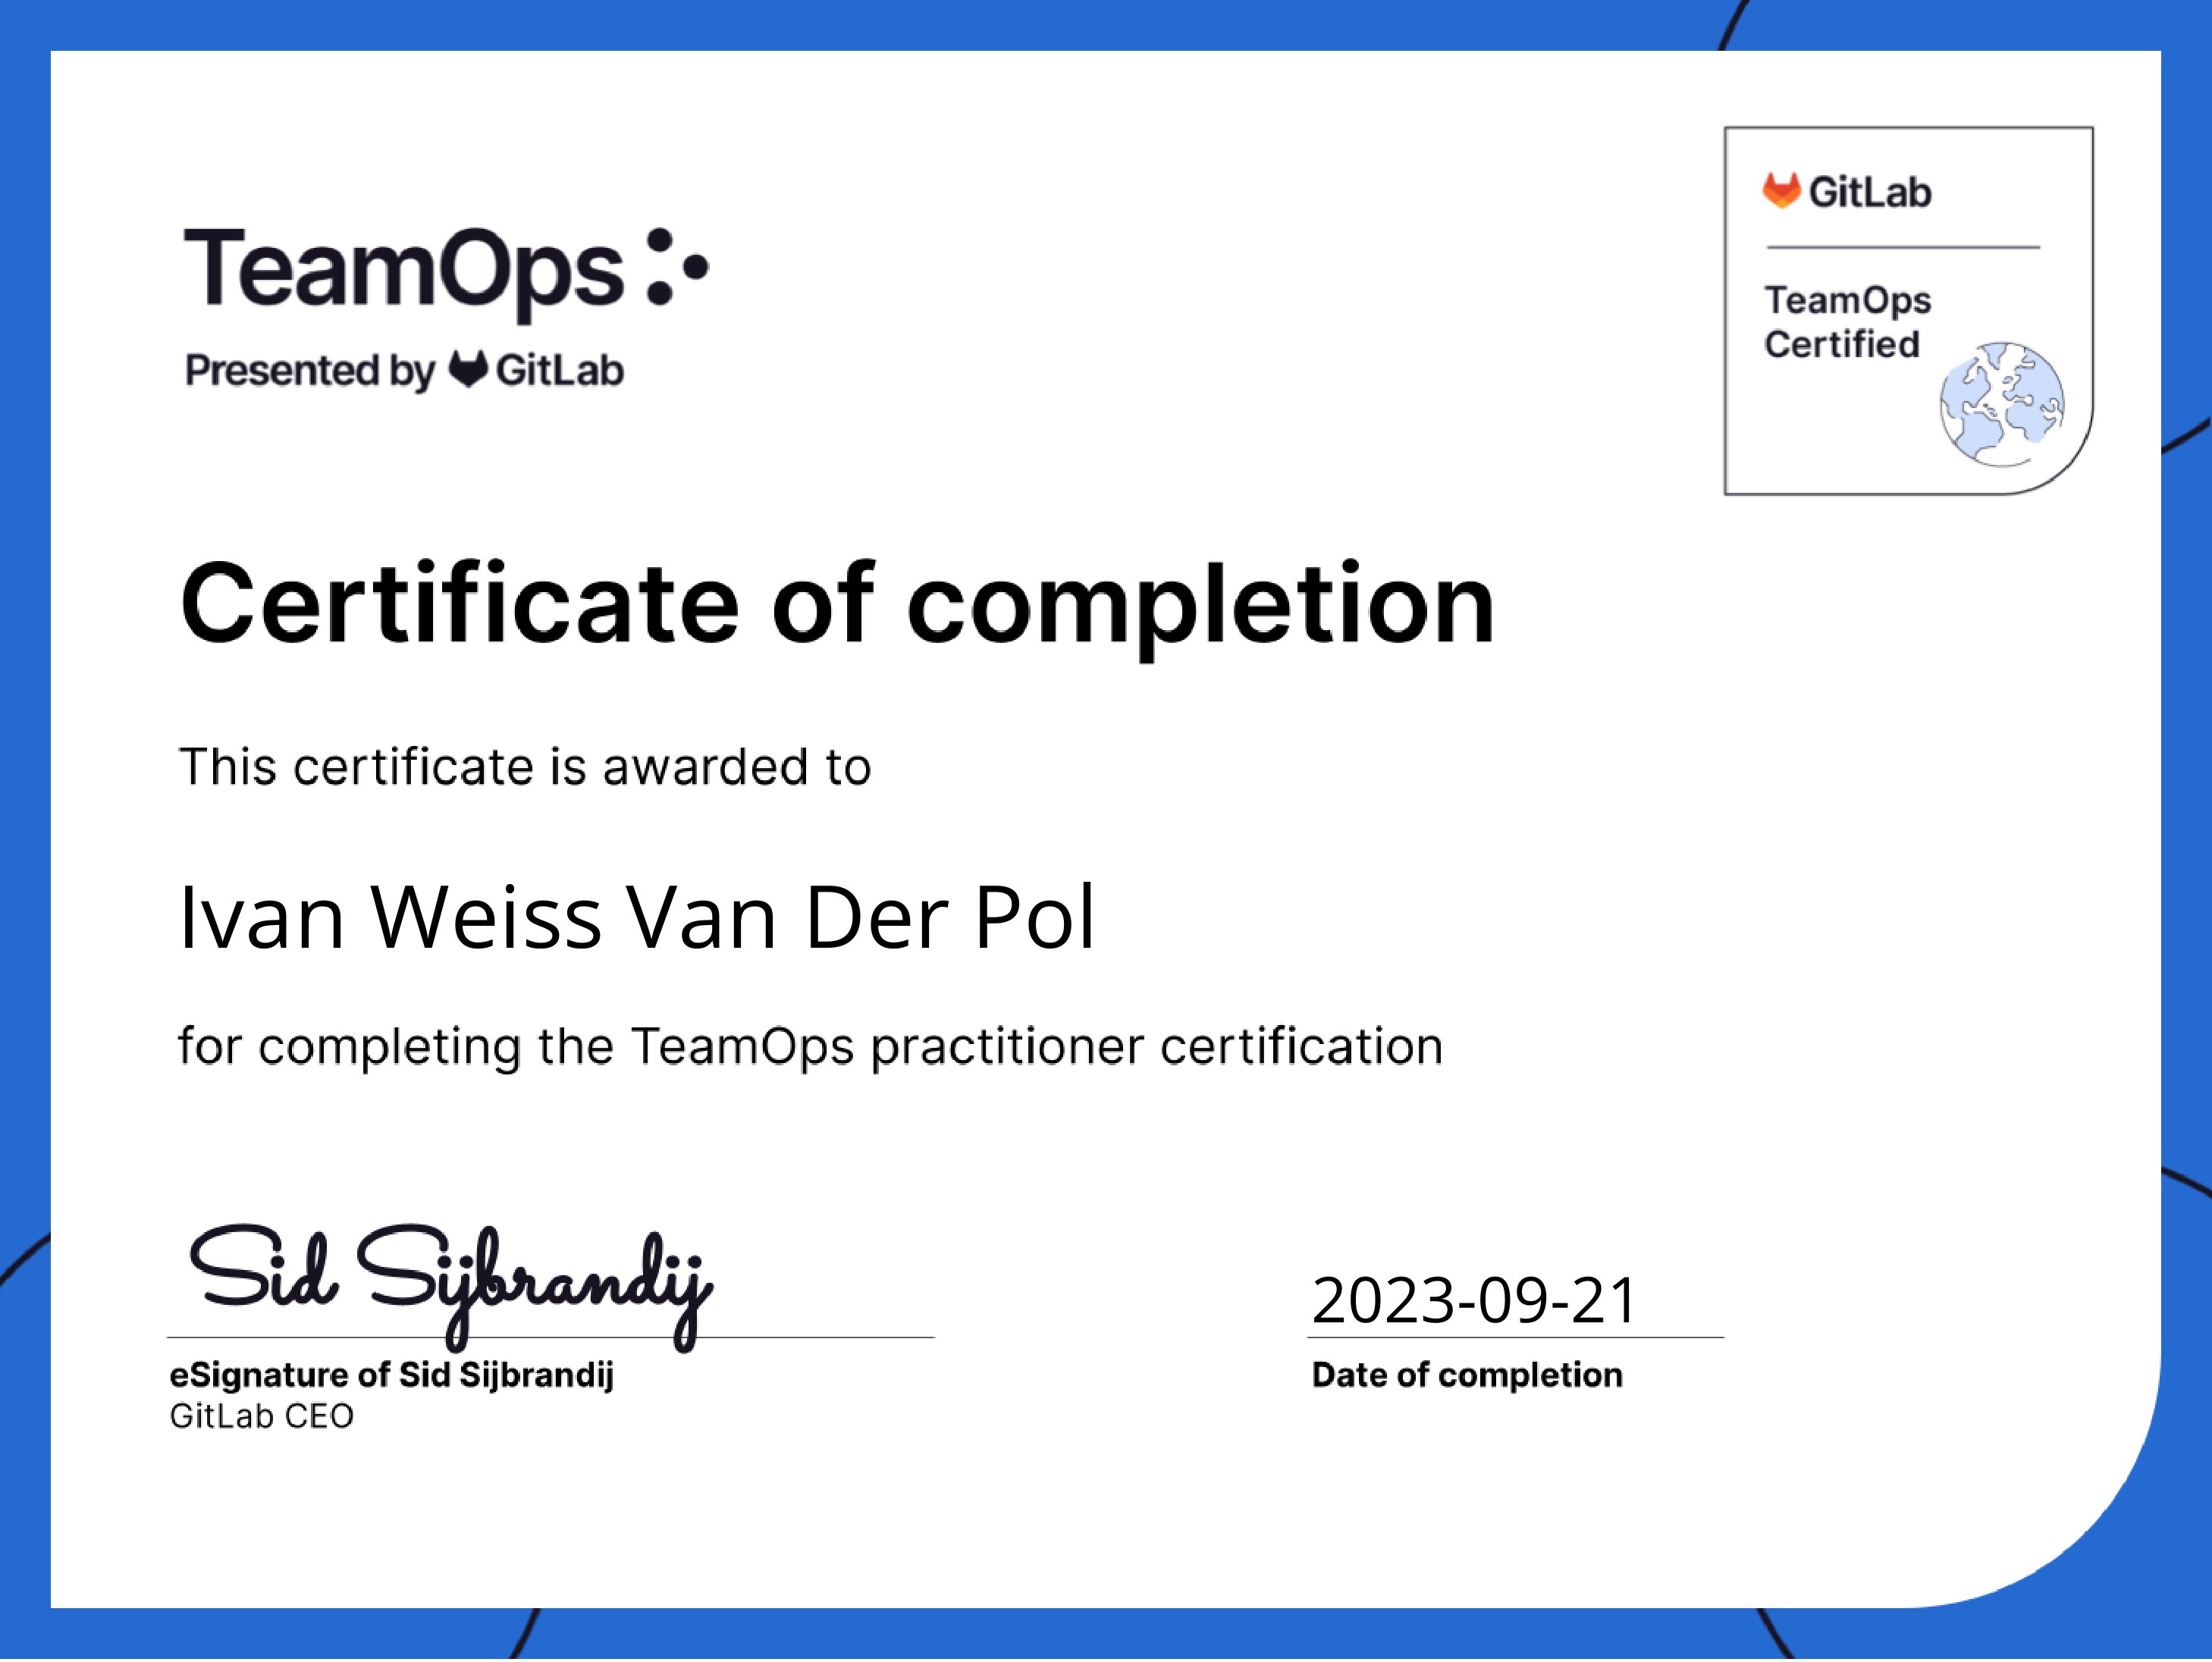 TeamOps
Presented by GitLab
GitLab
TeamOps
Certified
Certificate of completion
This certificate is awarded to
Ivan Weiss Van Der Pol
for completing the TeamOps practitioner certification
Sid Sijbrandij
eSignature of Sid Sijbrandij
GitLab CEO
2023-09-21
Date of completion